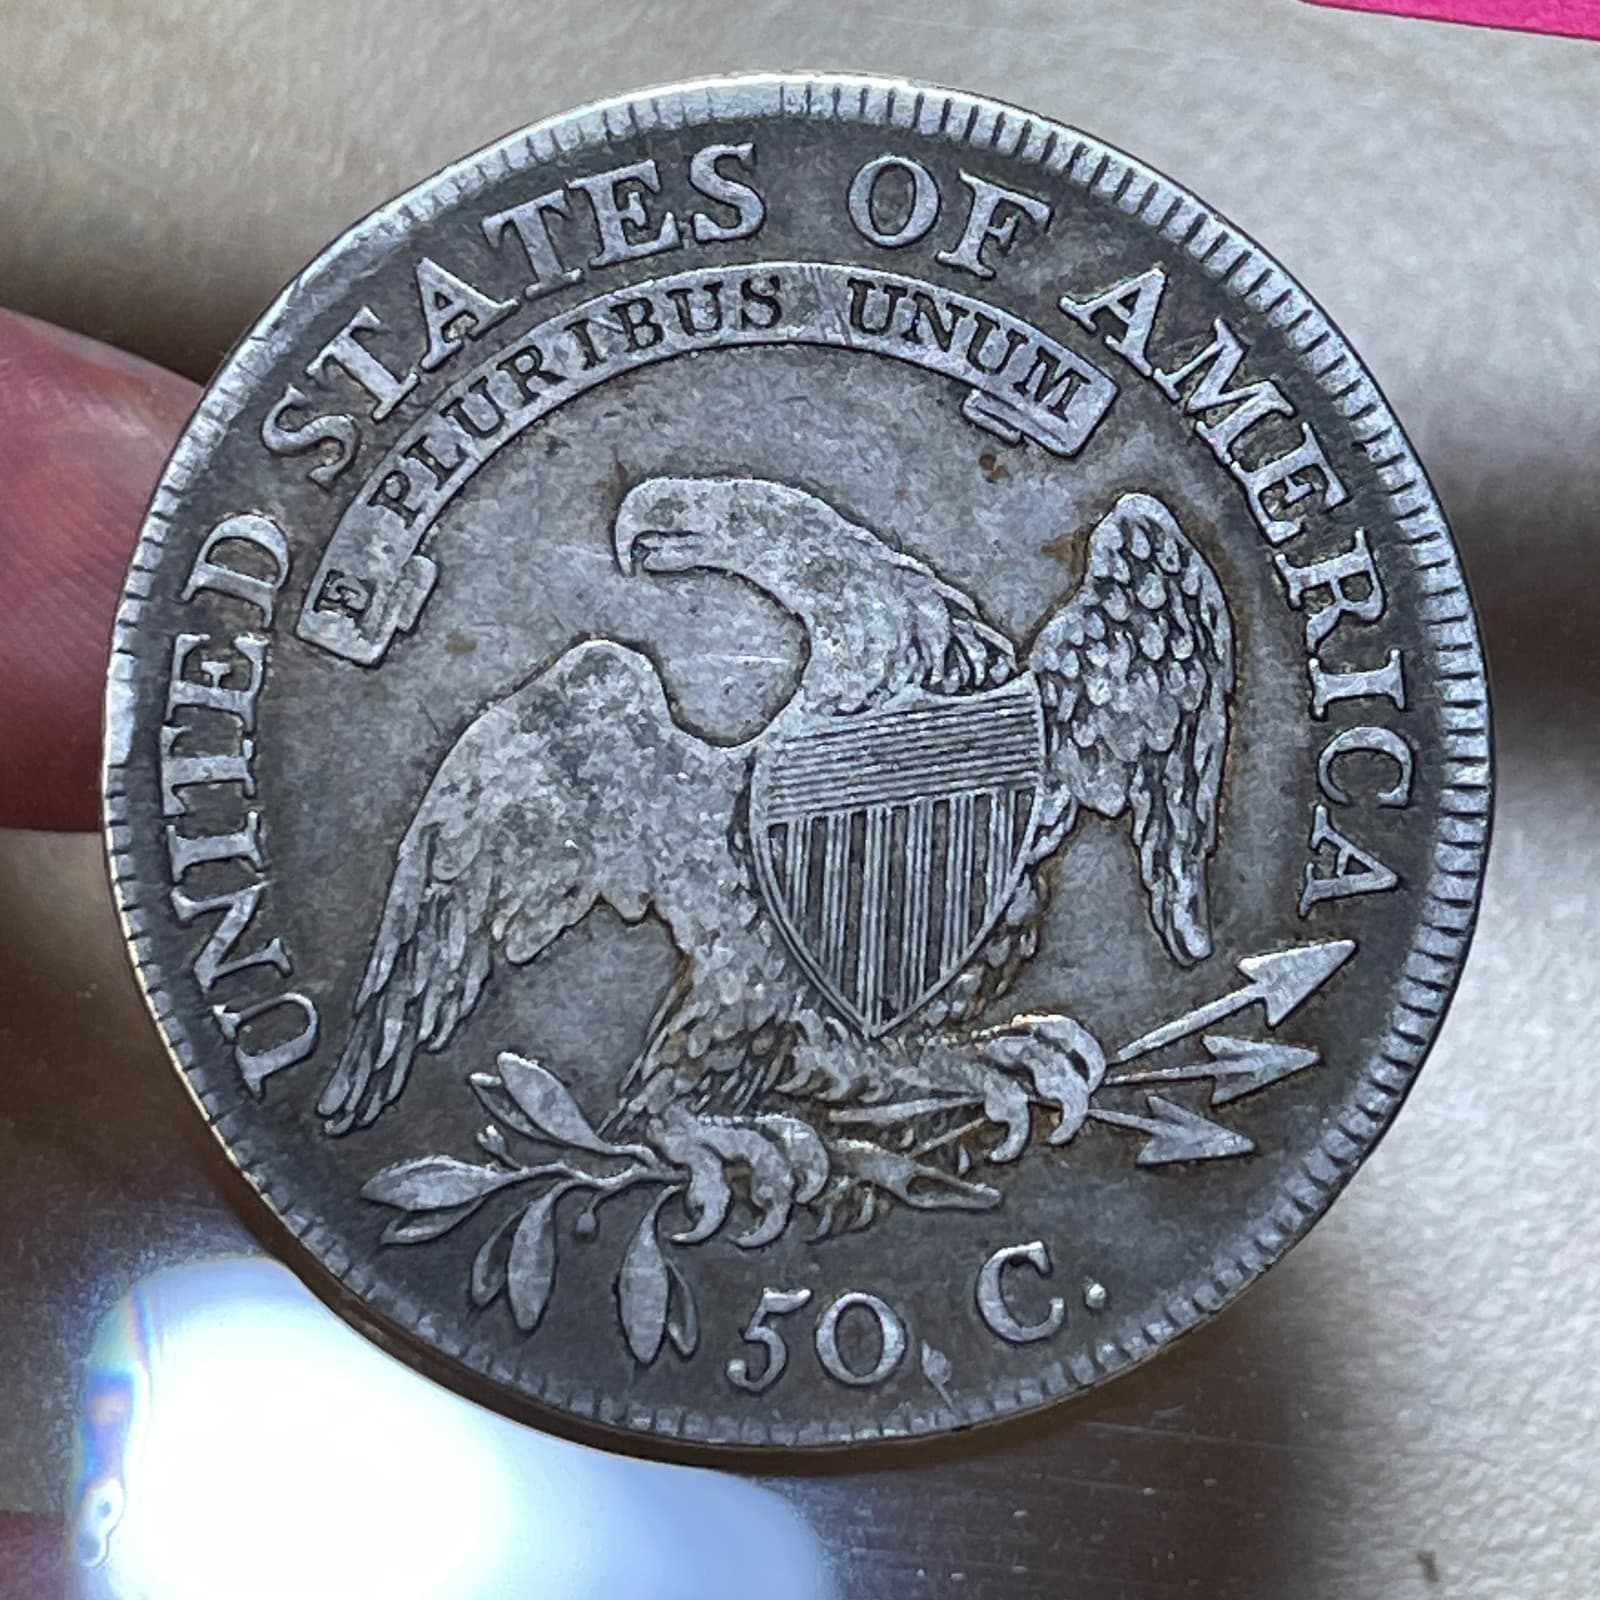 UNITED STATES OF AMERICA
E PLURIBUS UNUM
50 C.